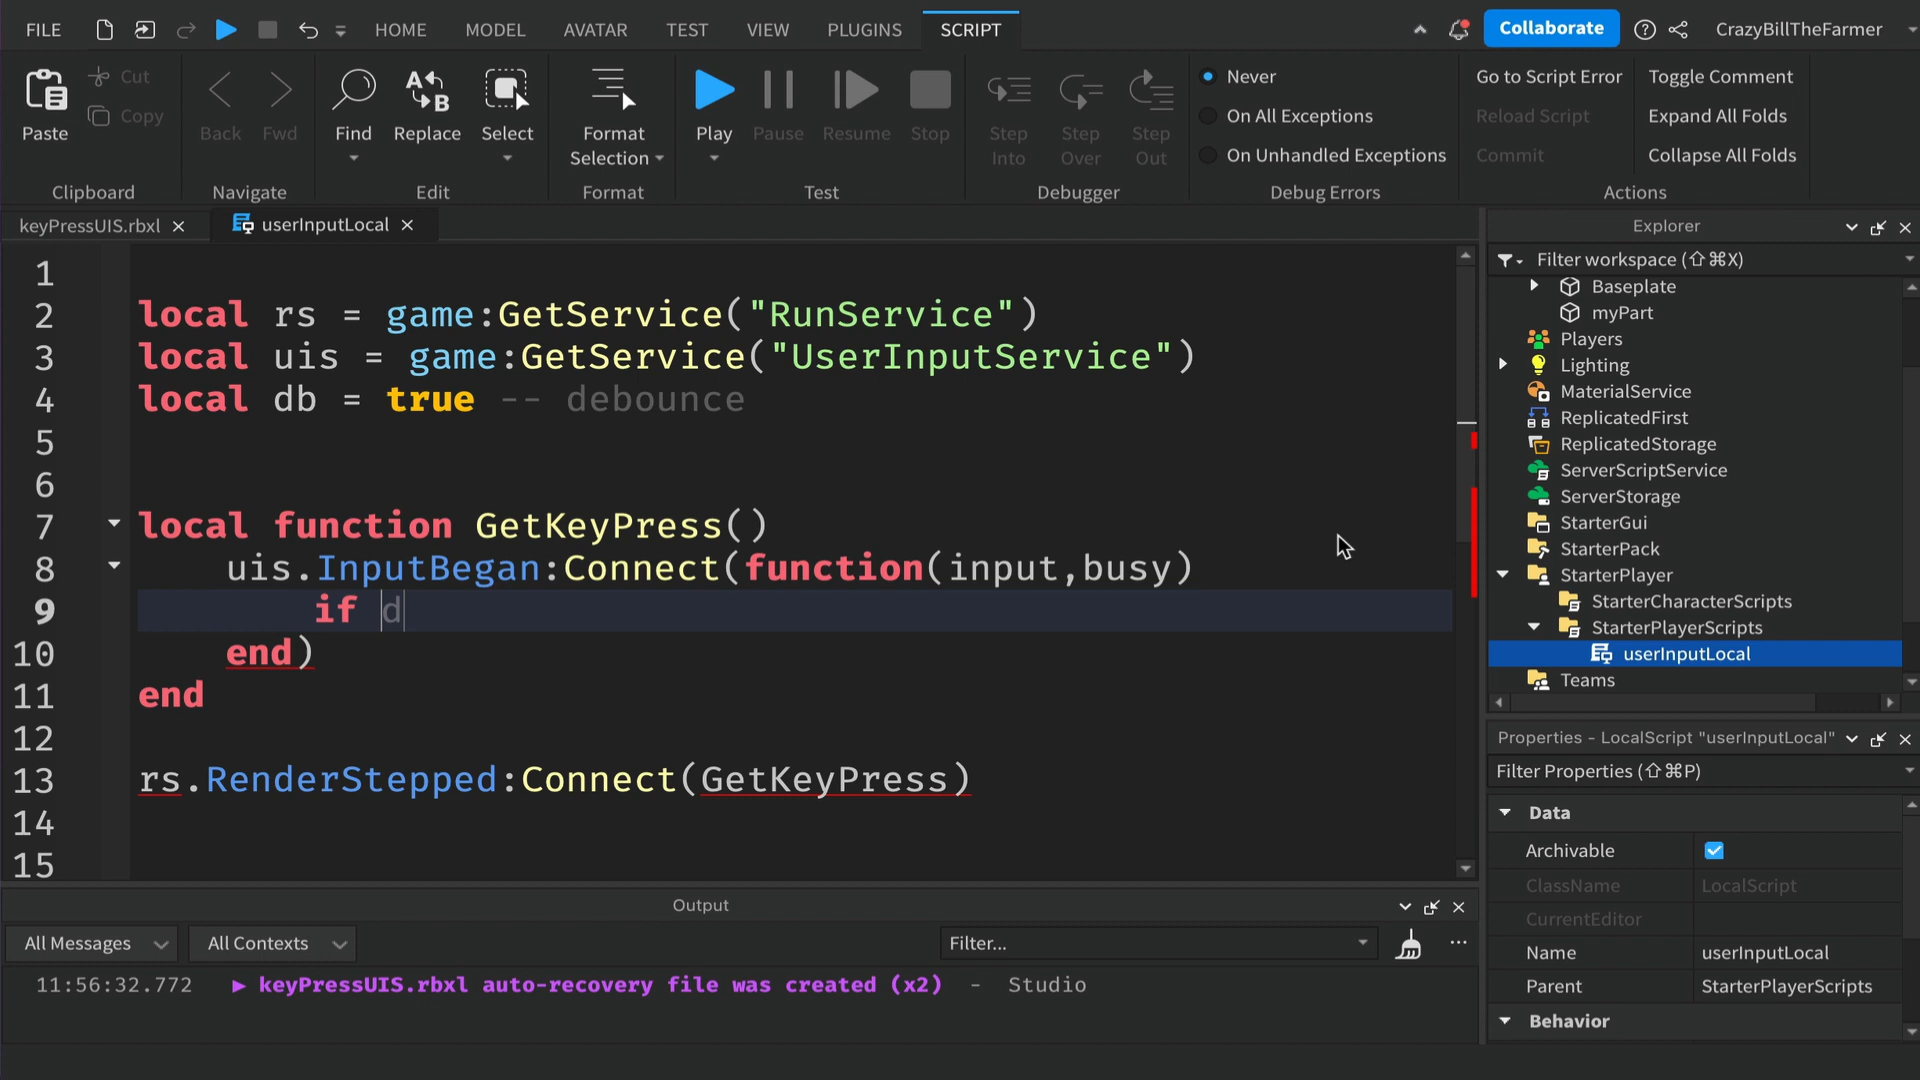 FILE HOME MODEL AVATAR TEST VIEW PLUGINS SCRIPT Collaborate CrazyBillTheFarmer
Paste
Cut
Copy
Clipboard
Back Fwd
Navigate
Find Replace Select
Edit
Format
Selection
Format
Play Pause Resume Stop
Test
Step Into
Step Over
Step Out
Debugger
Never
On All Exceptions
On Unhandled Exceptions
Debug Errors
Go to Script Error
Reload Script
Commit
Toggle Comment
Expand All Folds
Collapse All Folds
Actions
keyPressUIS.rbxl
userInputLocal
1
2 local rs = game:GetService("RunService")
3 local uis = game:GetService("UserInputService")
4 local db = true -- debounce
5
6
7 local function GetKeyPress()
8 uis.InputBegan:Connect(function(input,busy)
9 if d
10 end)
11 end
12
13 rs.RenderStepped:Connect(GetKeyPress)
14
15
Explorer
Filter workspace (⇧⌘X)
Baseplate
myPart
Players
Lighting
MaterialService
ReplicatedFirst
ReplicatedStorage
ServerScriptService
ServerStorage
StarterGui
StarterPack
StarterPlayer
StarterCharacterScripts
StarterPlayerScripts
userInputLocal
Teams
Properties - LocalScript "userInputLocal"
Filter Properties (⇧⌘P)
Data
Archivable
ClassName LocalScript
CurrentEditor
Name userInputLocal
Parent StarterPlayerScripts
Behavior
Output
All Messages All Contexts Filter...
11:56:32.772 ▶ keyPressUIS.rbxl auto-recovery file was created (x2) - Studio